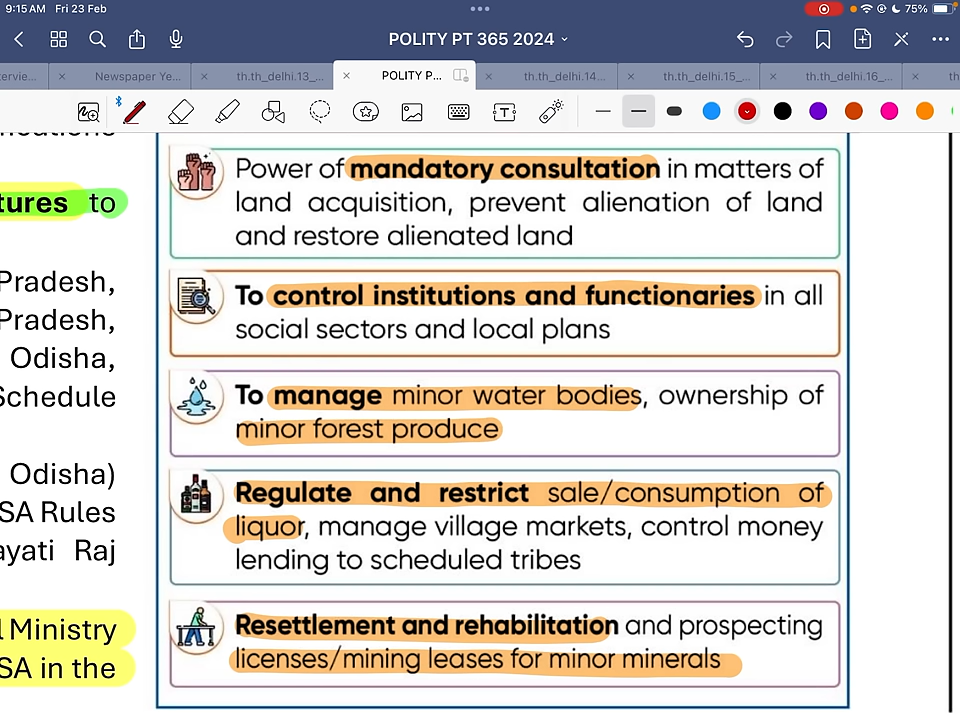 9:15 AM Fri 23 Feb
75%
POLITY PT 365 2024
tervie...
Newspaper Ye...
th.th_delhi.13_...
POLITY P...
th.th_delhi.14...
th.th_delhi.15_...
th.th_delhi.16_...
th
tures to
Pradesh,
Pradesh,
Odisha,
Schedule
Odisha)
SA Rules
ayati Raj
l Ministry
SA in the
Power of mandatory consultation in matters of
land acquisition, prevent alienation of land
and restore alienated land
To control institutions and functionaries in all
social sectors and local plans
To manage minor water bodies, ownership of
minor forest produce
Regulate and restrict sale/consumption of
liquor, manage village markets, control money
lending to scheduled tribes
Resettlement and rehabilitation and prospecting
licenses/mining leases for minor minerals